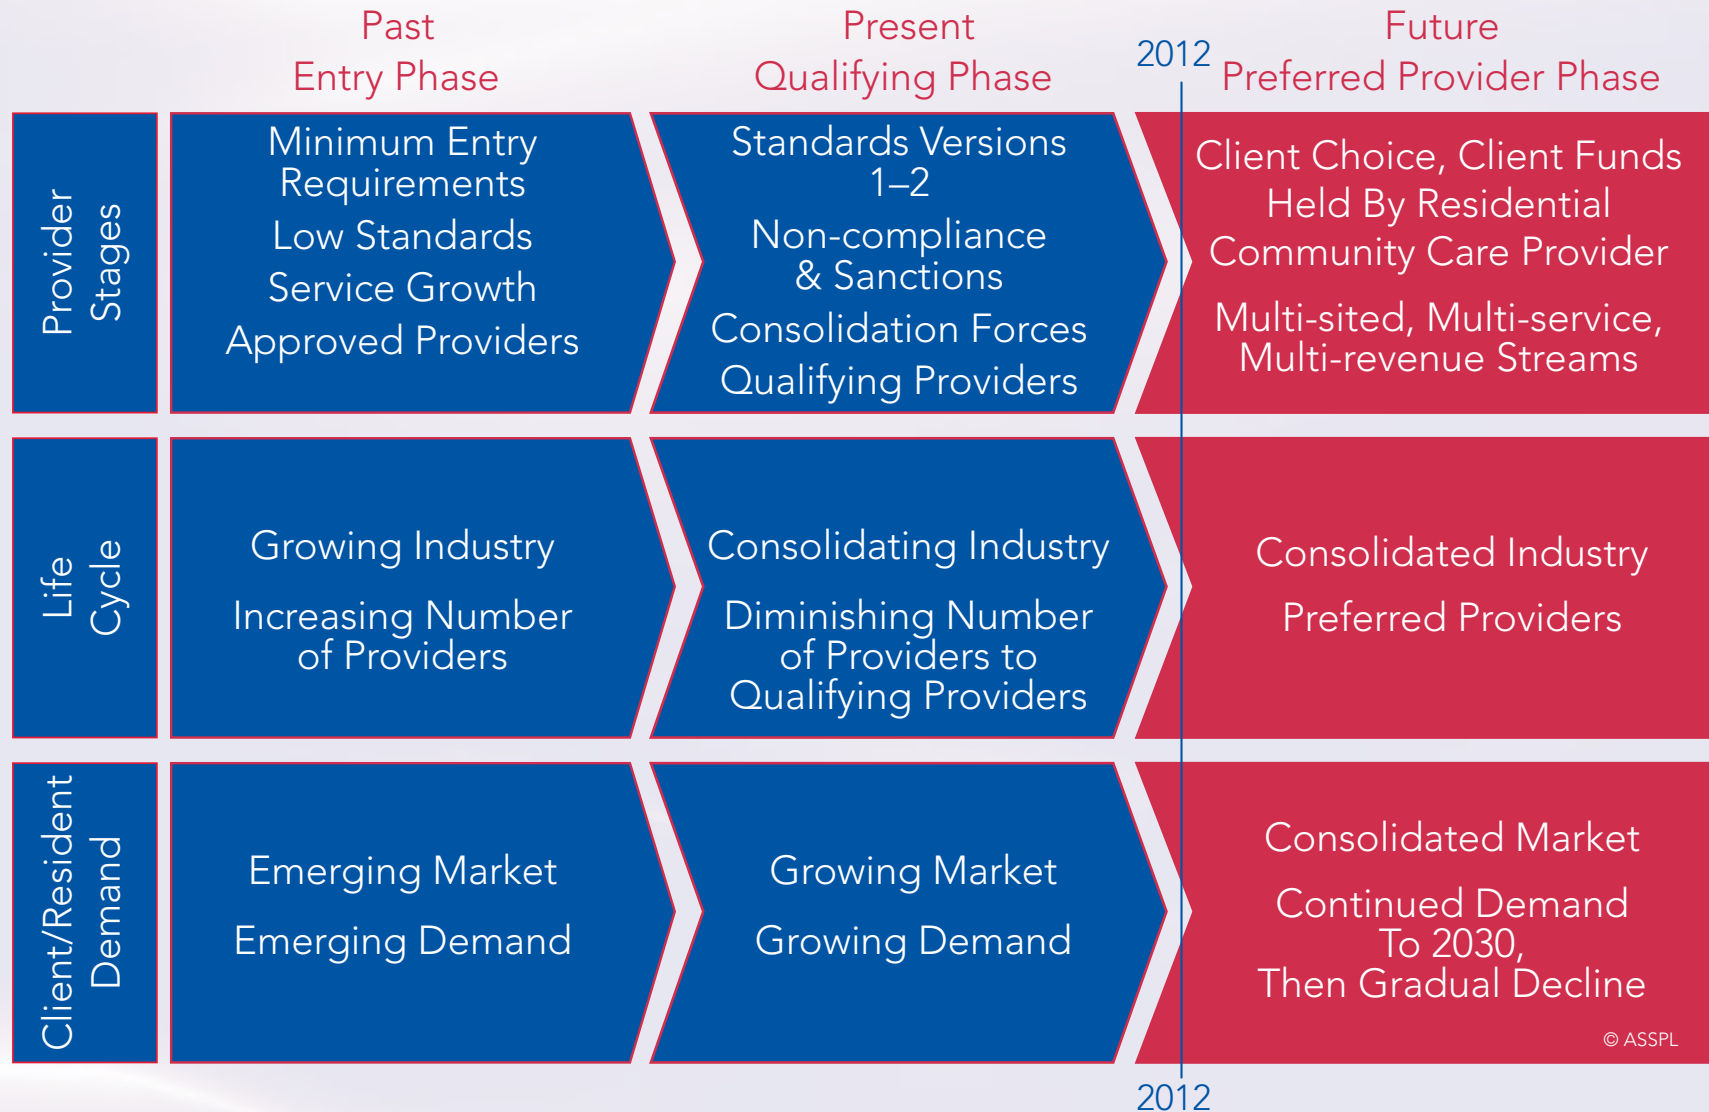 Past
Entry Phase
Present
Qualifying Phase
2012
Future
Preferred Provider Phase
Provider
Stages
Minimum Entry
Requirements
Low Standards
Service Growth
Approved Providers
Standards Versions
1–2
Non-compliance
& Sanctions
Consolidation Forces
Qualifying Providers
Client Choice, Client Funds
Held By Residential
Community Care Provider
Multi-sited, Multi-service,
Multi-revenue Streams
Life
Cycle
Growing Industry
Increasing Number
of Providers
Consolidating Industry
Diminishing Number
of Providers to
Qualifying Providers
Consolidated Industry
Preferred Providers
Client/Resident
Demand
Emerging Market
Emerging Demand
Growing Market
Growing Demand
Consolidated Market
Continued Demand
To 2030,
Then Gradual Decline
© ASSPL
2012